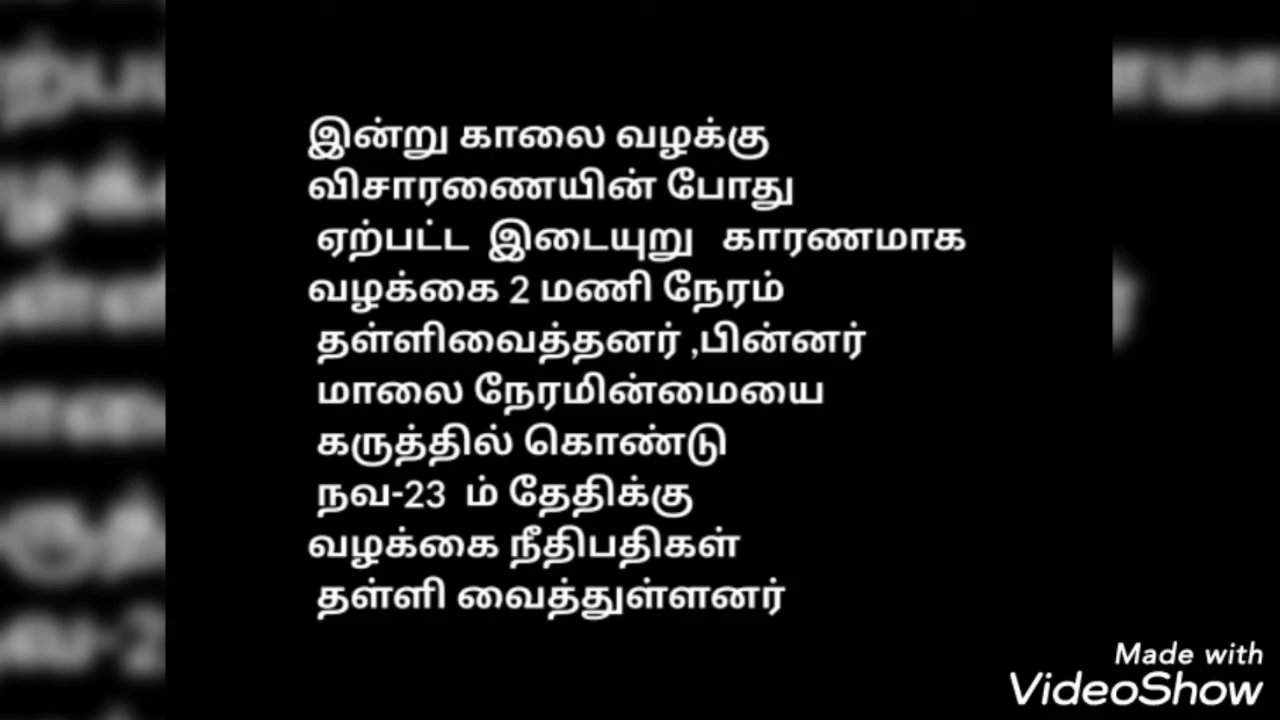 இன்று காலை வழக்கு
விசாரணையின் போது
ஏற்பட்ட இடையுறு காரணமாக
வழக்கை 2 மணி நேரம்
தள்ளிவைத்தனர் ,பின்னர்
மாலை நேரமின்மையை
கருத்தில் கொண்டு
நவ-23 ம் தேதிக்கு
வழக்கை நீதிபதிகள்
தள்ளி வைத்துள்ளனர்
Made with
VideoShow